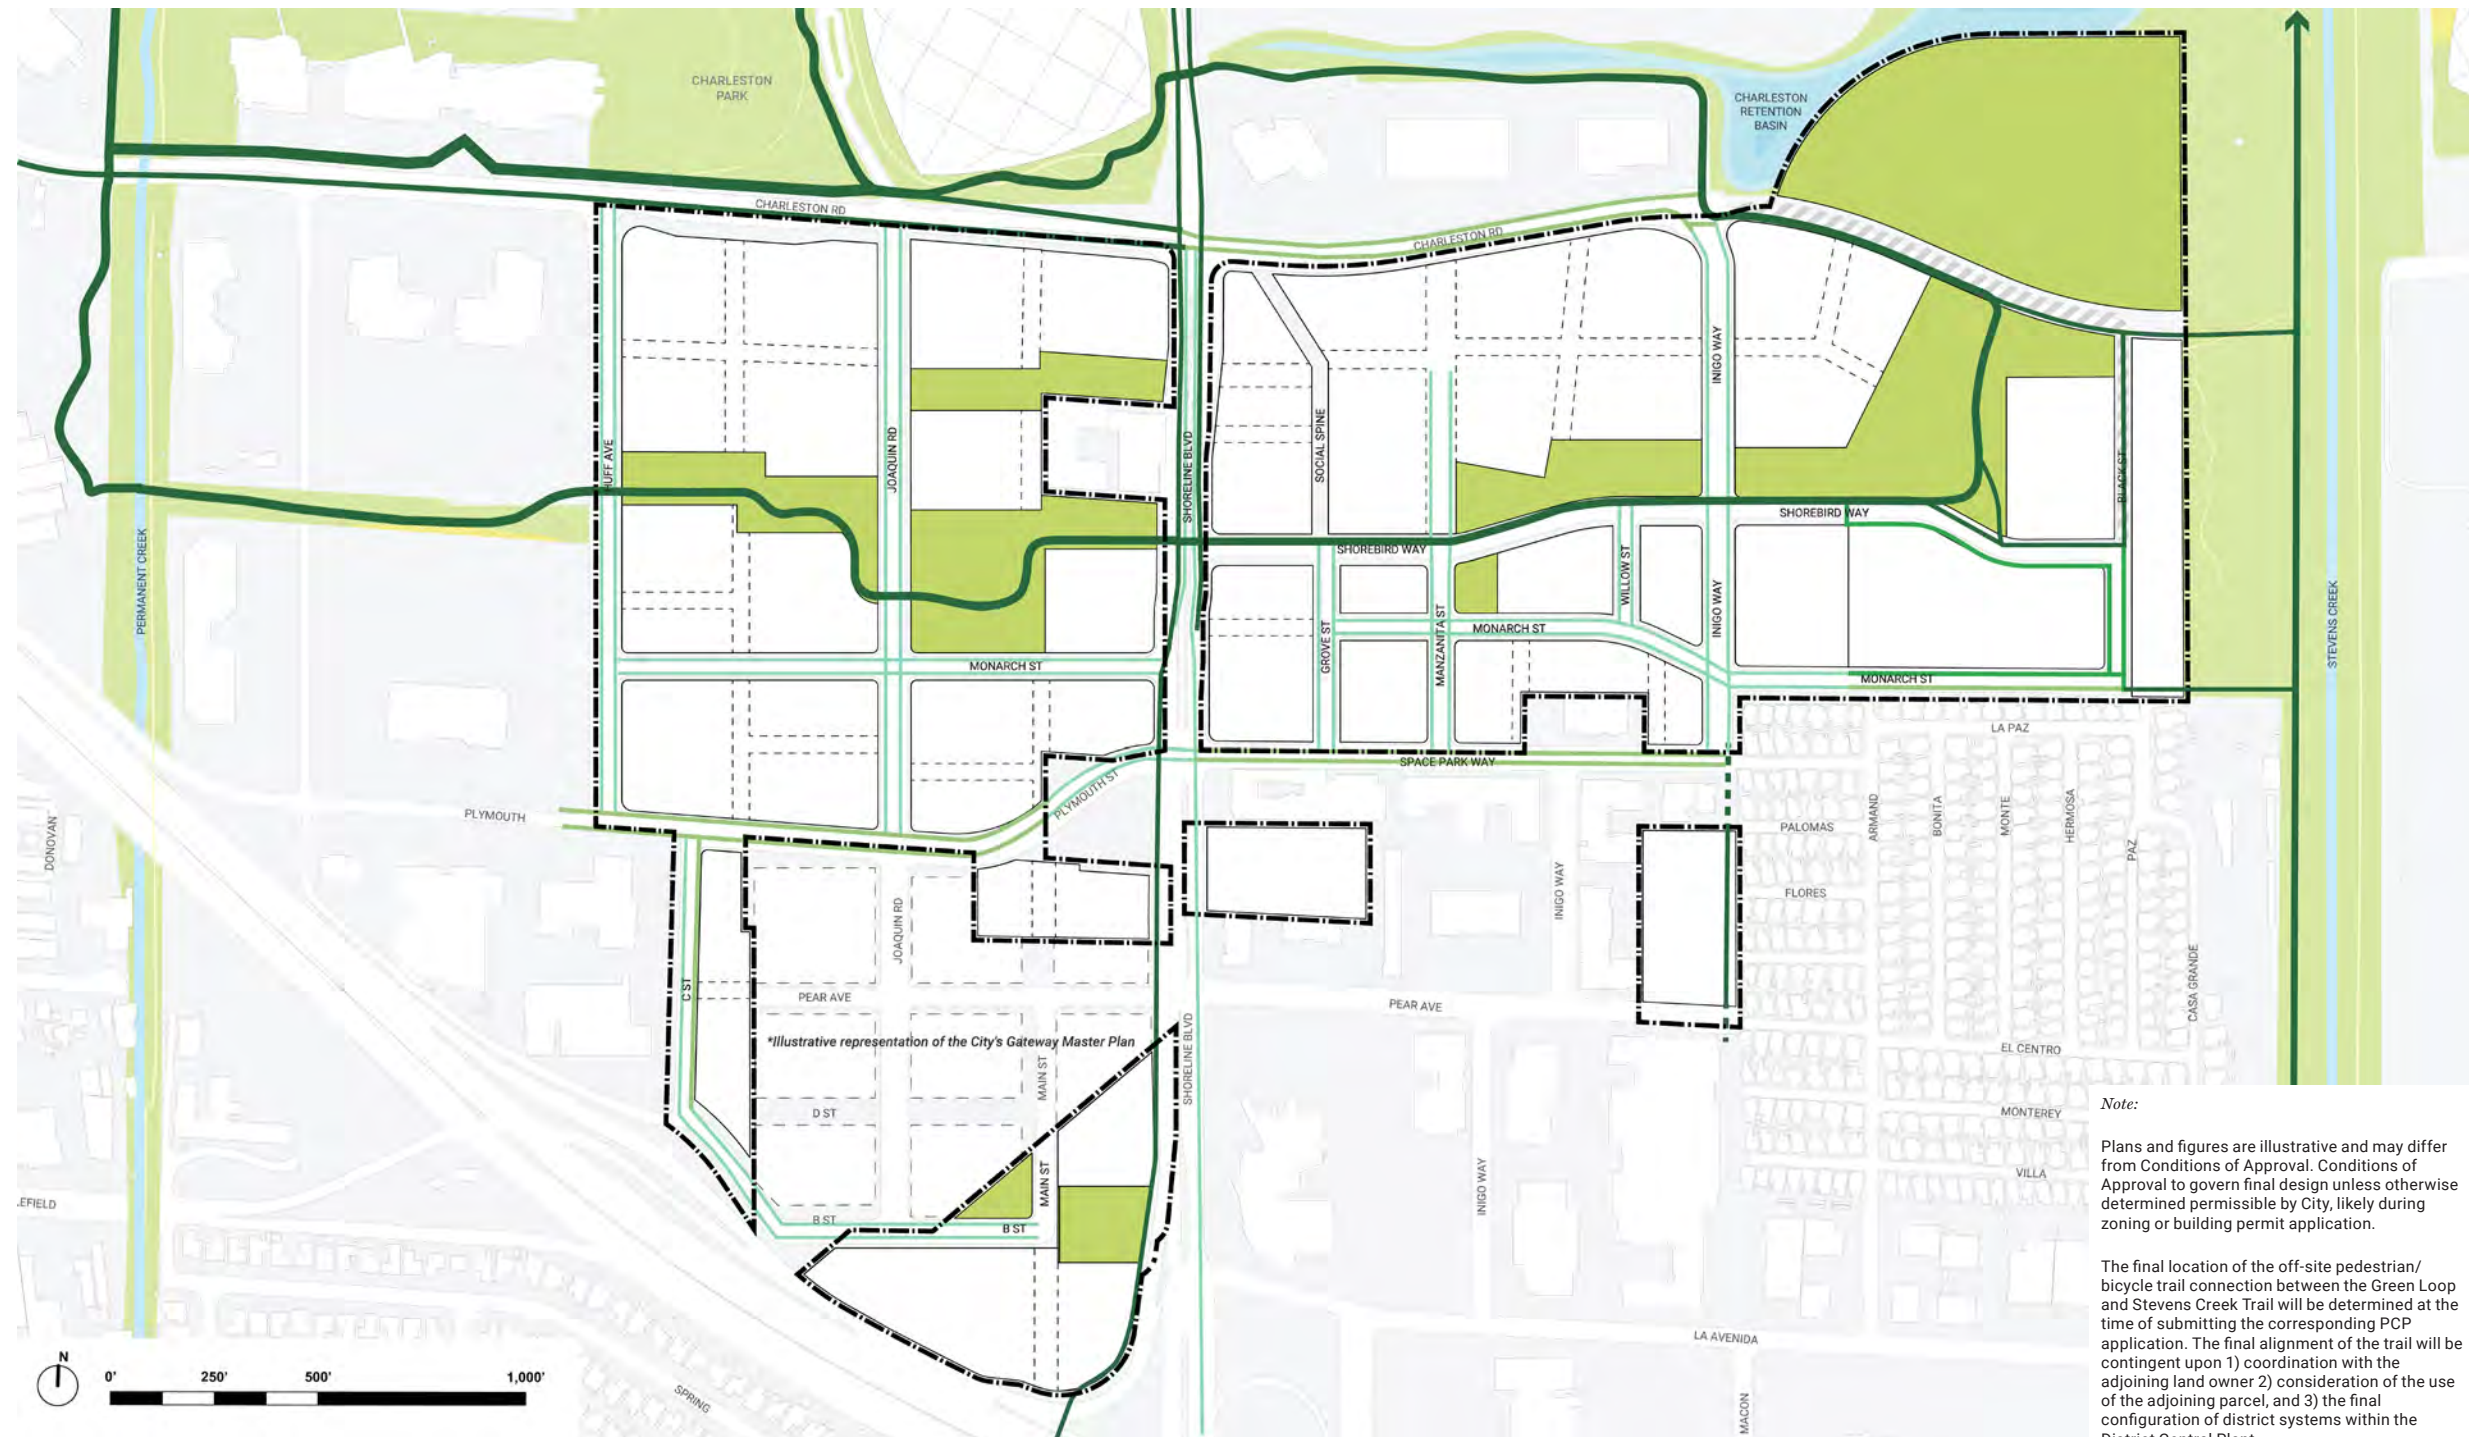 CHARLESTON
PARK
CHARLESTON
RETENTION
BASIN
CHARLESTON RD
CHARLESTON RD
INIGO WAY
HUFF AVE
JOAQUIN RD
SHORELINE BLVD
SOCIAL SPINE
BLACK ST
SHOREBIRD WAY
SHOREBIRD WAY
PERMANENT CREEK
STEVENS CREEK
WILLOW ST
INIGO WAY
GROVE ST
MANZANITA ST
MONARCH ST
MONARCH ST
MONARCH ST
LA PAZ
SPACE PARK WAY
PLYMOUTH ST
PLYMOUTH
DONOVAN
PALOMAS
ARMAND
BONITA
MONTE
HERMOSA
PAZ
FLORES
INIGO WAY
JOAQUIN RD
C ST
PEAR AVE
PEAR AVE
CASA GRANDE
*Illustrative representation of the City's Gateway Master Plan
EL CENTRO
MAIN ST
SHORELINE BLVD
D ST
MONTEREY
VILLA
MAIN ST
INIGO WAY
LEFIELD
B ST
B ST
LA AVENIDA
SPRING
MACON
N
0' 250' 500' 1,000'
Note:
Plans and figures are illustrative and may differ
from Conditions of Approval. Conditions of
Approval to govern final design unless otherwise
determined permissible by City, likely during
zoning or building permit application.
The final location of the off-site pedestrian/
bicycle trail connection between the Green Loop
and Stevens Creek Trail will be determined at the
time of submitting the corresponding PCP
application. The final alignment of the trail will be
contingent upon 1) coordination with the
adjoining land owner 2) consideration of the use
of the adjoining parcel, and 3) the final
configuration of district systems within the
District Central Plant